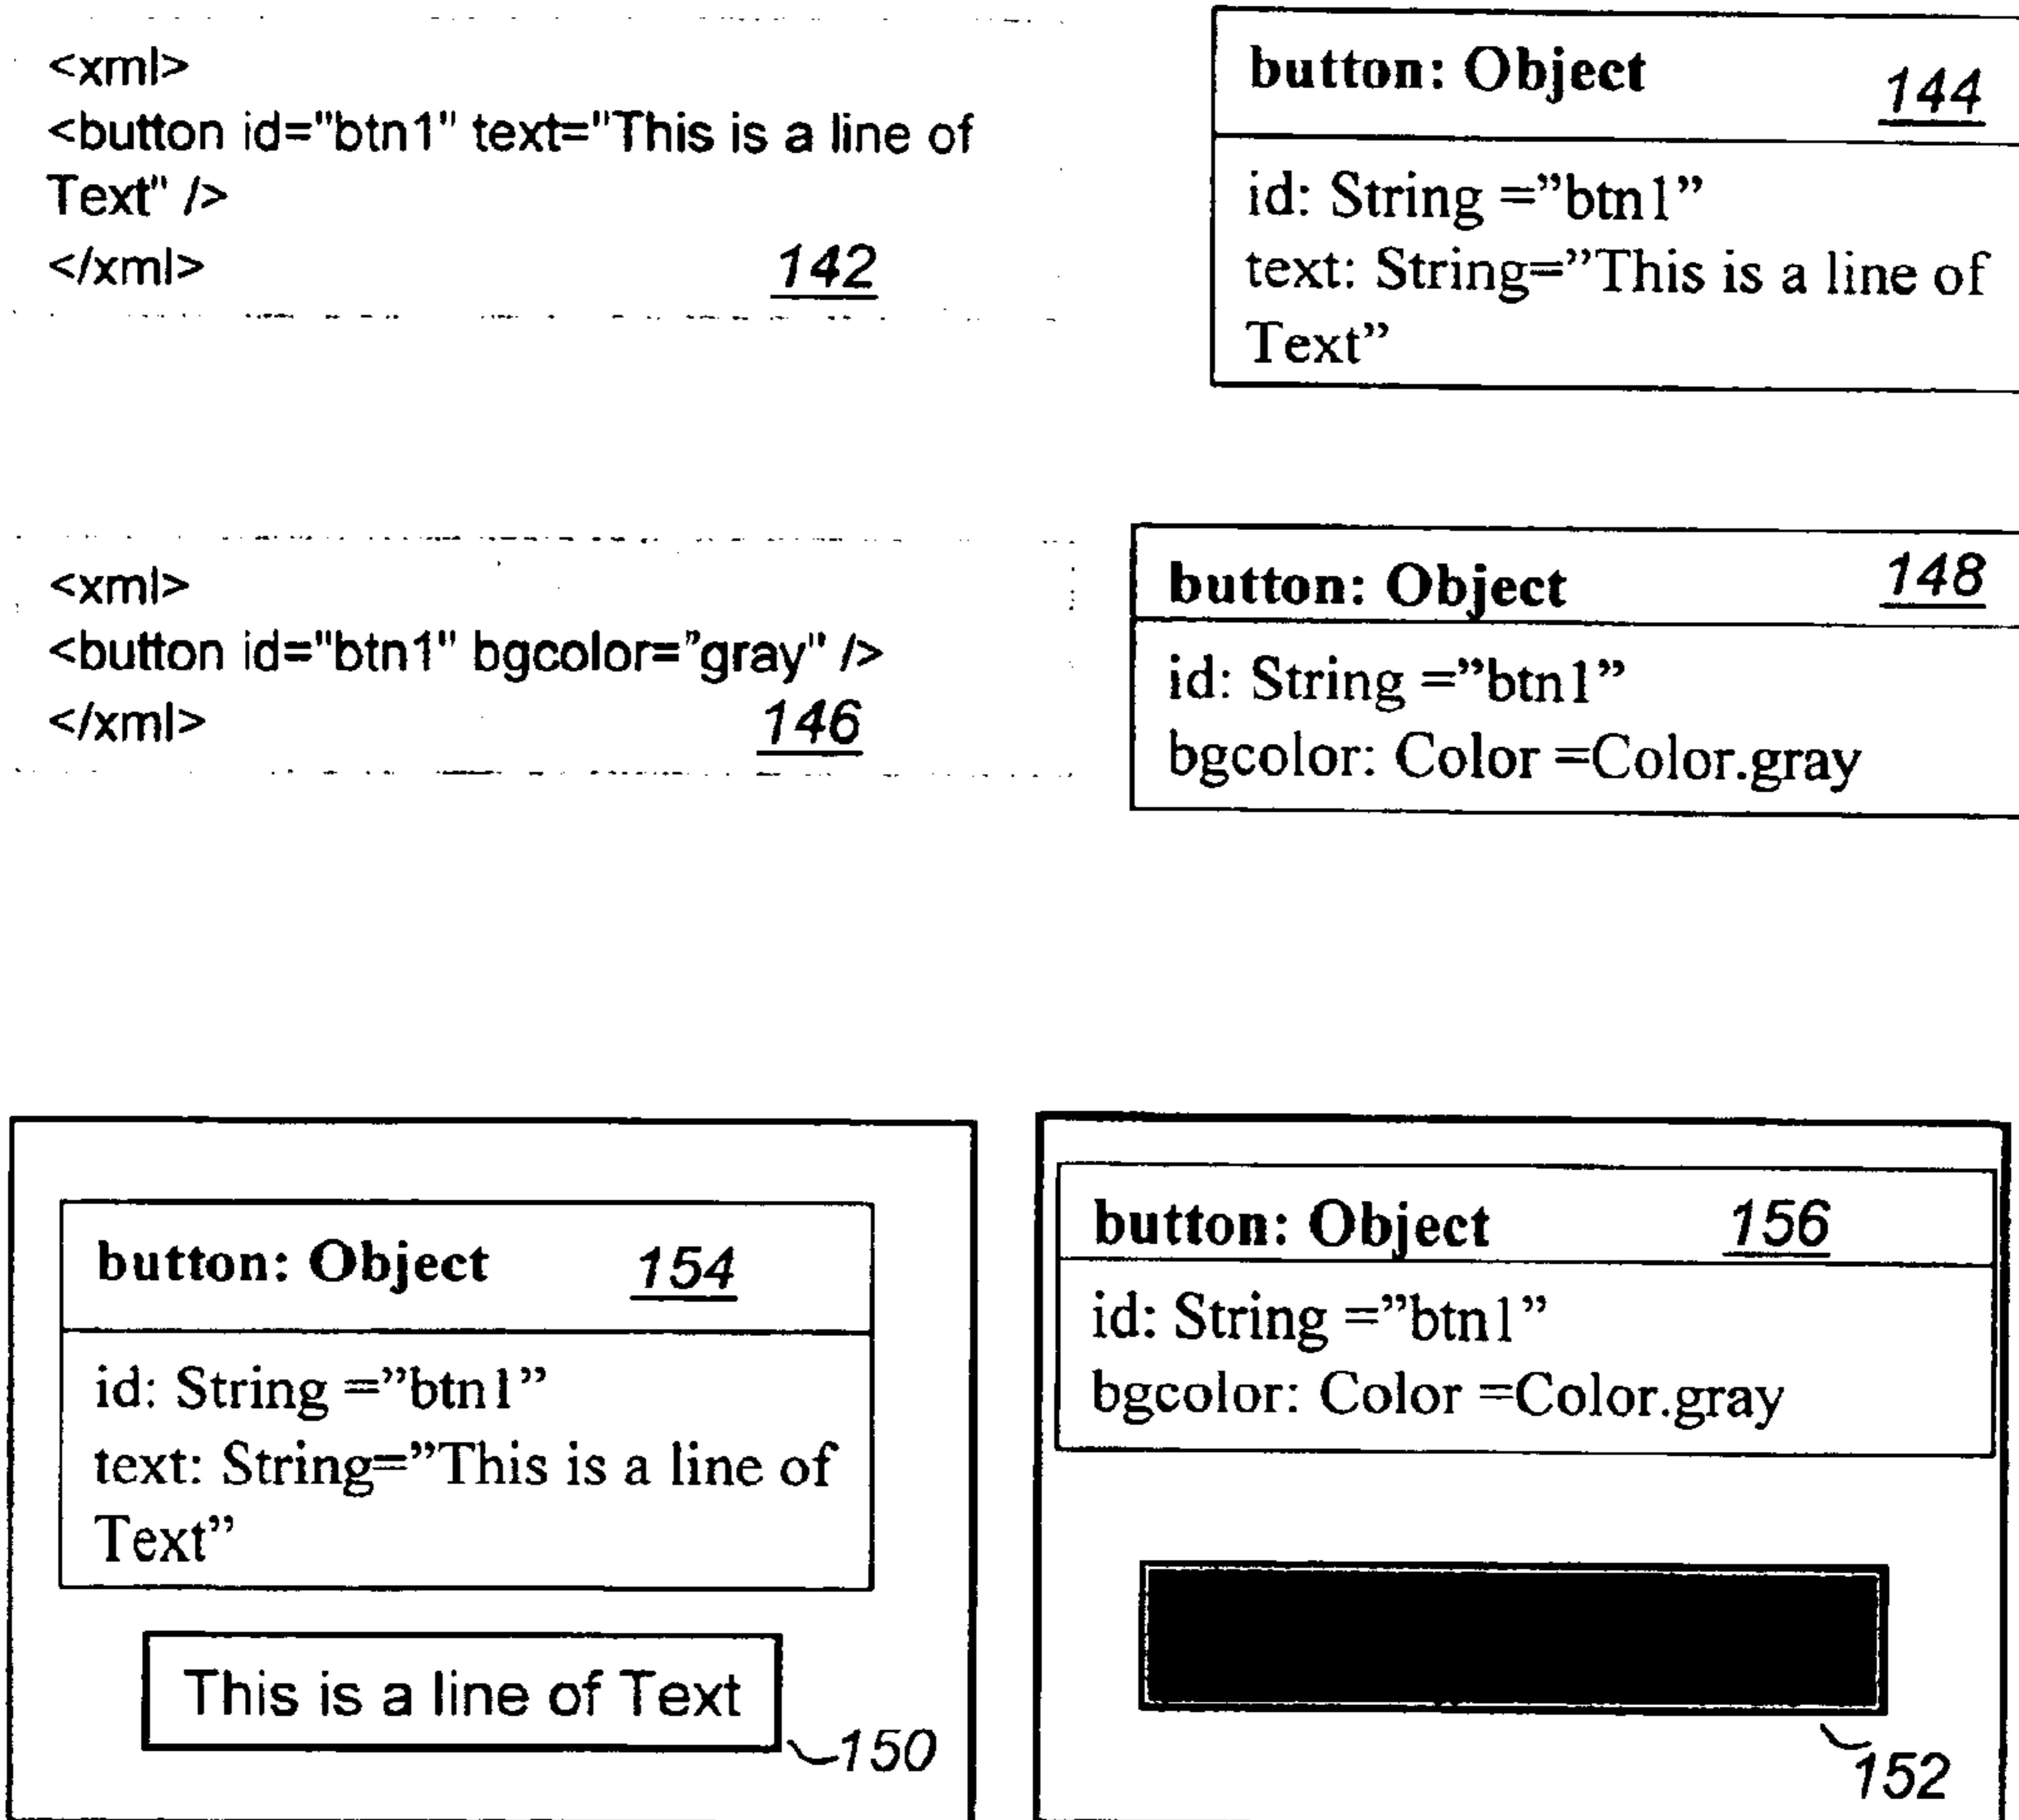 <xml>
<button id="btn1" text="This is a line of
Text" />
</xml>
142
button: Object 144
id: String =”btn1”
text: String=”This is a line of
Text”
<xml>
<button id="btn1" bgcolor=”gray" />
</xml>
146
button: Object 148
id: String =”btn1”
bgcolor: Color =Color.gray
button: Object 154
id: String =”btn1”
text: String=”This is a line of
Text”
This is a line of Text
150
button: Object 156
id: String =”btn1”
bgcolor: Color =Color.gray
152